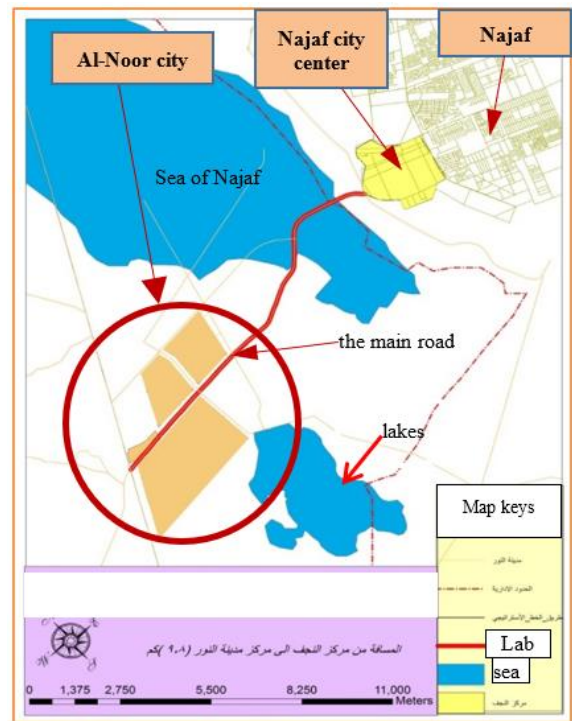 Al-Noor city
Najaf city
center
Najaf
Sea of Najaf
the main road
lakes
Map keys
مدينة النور
الحدود الإدارية
طريق الخط الاستراتيجي
Lab
sea
مركز النجف
المسافة من مركز النجف الى مركز مدينة النور (٩.٨) كم
0 1,375 2,750 5,500 8,250 11,000
Meters